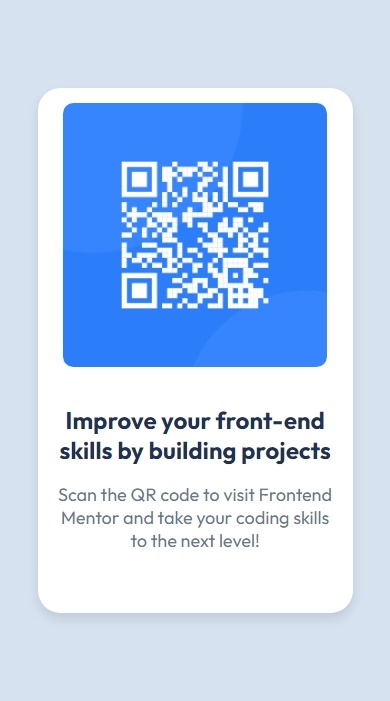 Improve your front-end
skills by building projects
Scan the QR code to visit Frontend
Mentor and take your coding skills
to the next level!